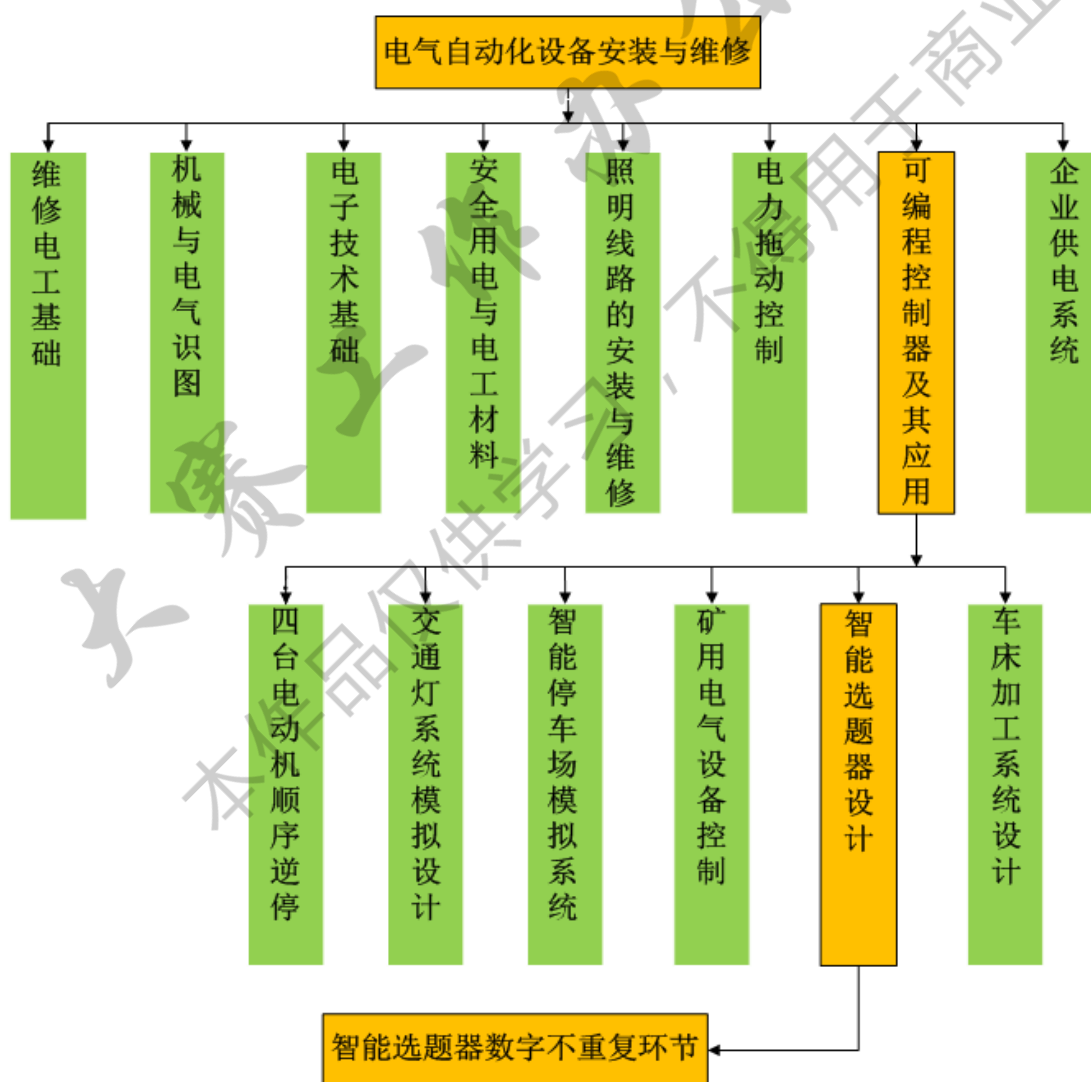 电气自动化设备安装与维修
维修电工基础
机械与电气识图
电子技术基础
安全用电与电工材料
照明线路的安装与维修
电力拖动控制
可编程控制器及其应用
企业供电系统
四台电动机顺序逆停
交通灯系统模拟设计
智能停车场模拟系统
矿用电气设备控制
智能选题器设计
车床加工系统设计
智能选题器数字不重复环节
大赛工作办公
本作品仅供学习，不得用于商业